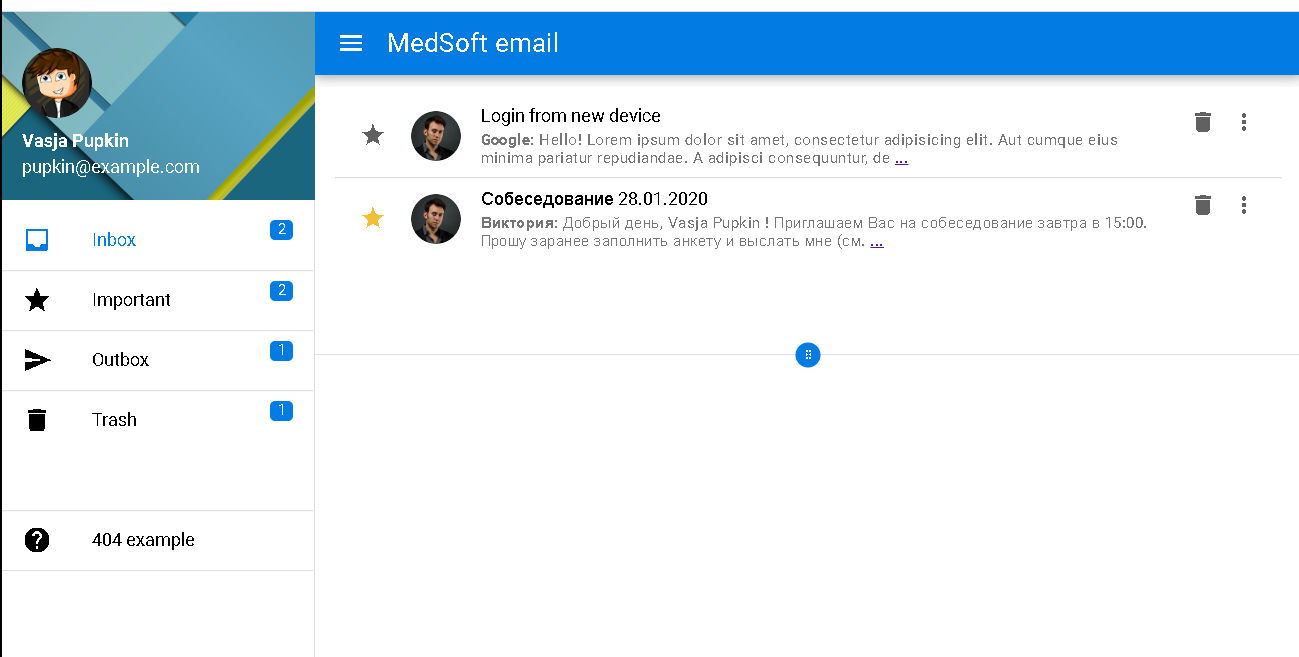 MedSoft email
Vasja Pupkin
pupkin@example.com
Inbox 2
Important 2
Outbox 1
Trash 1
404 example
Login from new device
Google: Hello! Lorem ipsum dolor sit amet, consectetur adipisicing elit. Aut cumque eius
minima pariatur repudiandae. A adipisci consequuntur, de ...
Собеседование 28.01.2020
Виктория: Добрый день, Vasja Pupkin ! Приглашаем Вас на собеседование завтра в 15:00.
Прошу заранее заполнить анкету и выслать мне (см. ...